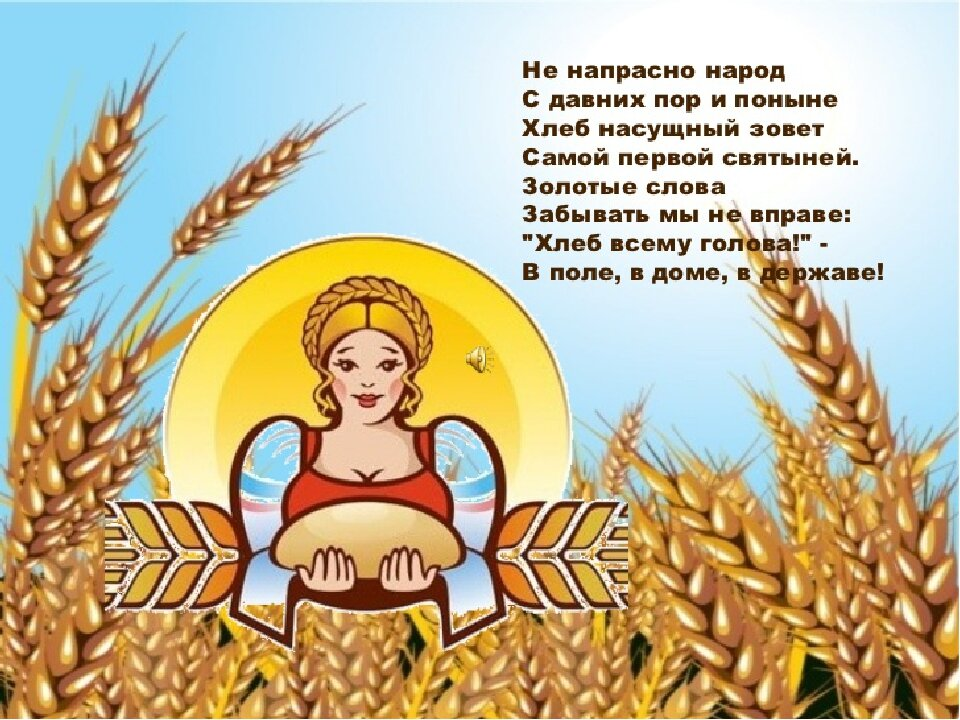 Не напрасно народ
С давних пор и поныне
Хлеб насущный зовет
Самой первой святыней.
Золотые слова
Забывать мы не вправе:
"Хлеб всему голова!" -
В поле, в доме, в державе!